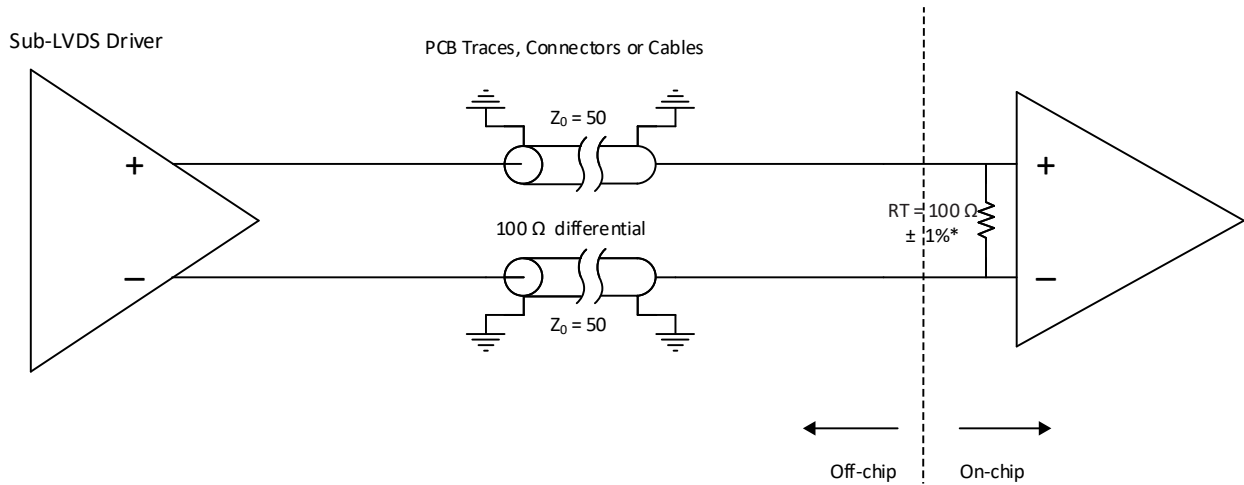 Sub-LVDS Driver
PCB Traces, Connectors or Cables
Z₀ = 50
+
+
RT = 100 Ω
± 1%*
100 Ω differential
−
−
Z₀ = 50
Off-chip
On-chip